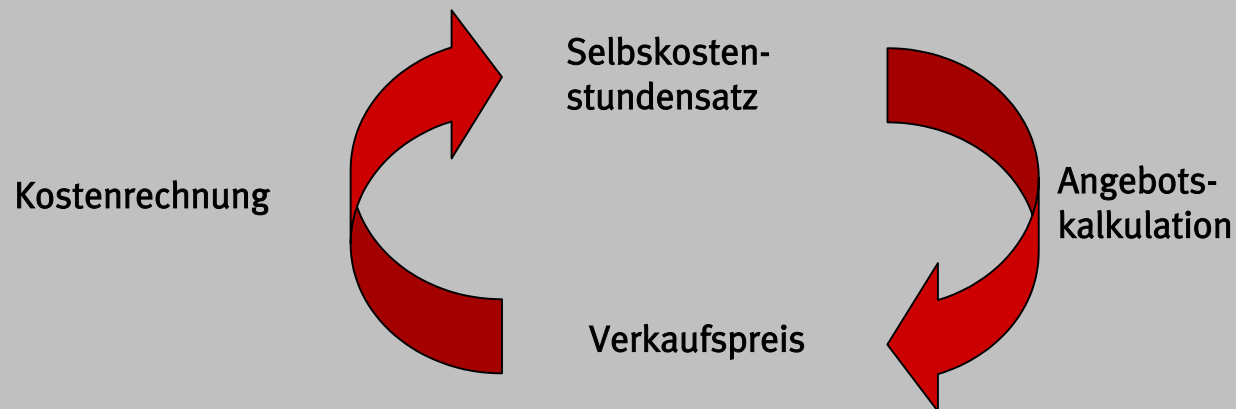 Selbskosten-
stundensatz
Kostenrechnung
Angebots-
kalkulation
Verkaufspreis